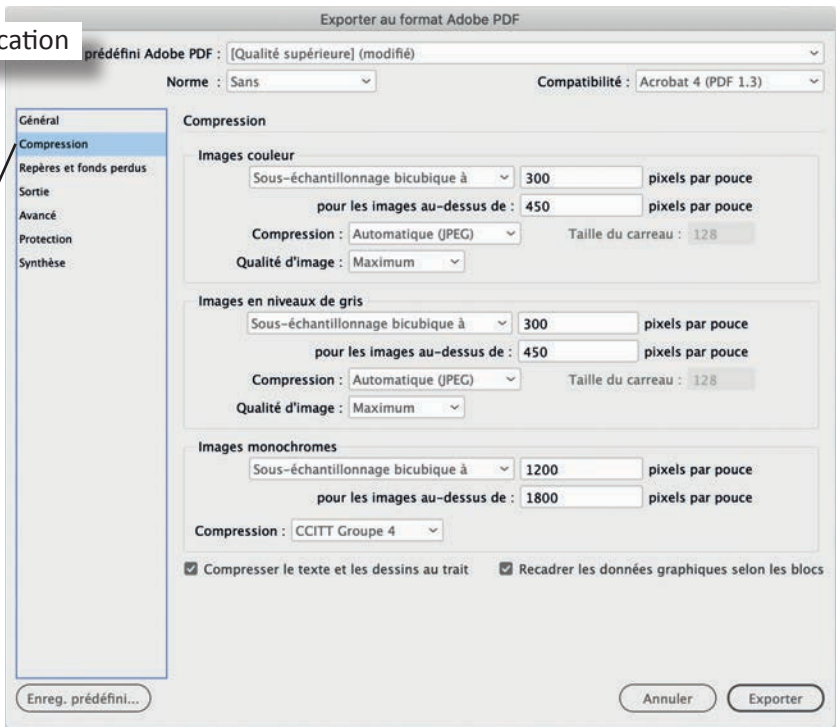 Exporter au format Adobe PDF
cation
prédéfini Adobe PDF : [Qualité supérieure] (modifié)
Norme : Sans Compatibilité : Acrobat 4 (PDF 1.3)
Général
Compression
Repères et fonds perdus
Sortie
Avancé
Protection
Synthèse
Compression
Images couleur
Sous-échantillonnage bicubique à 300 pixels par pouce
pour les images au-dessus de : 450 pixels par pouce
Compression : Automatique (JPEG) Taille du carreau : 128
Qualité d'image : Maximum
Images en niveaux de gris
Sous-échantillonnage bicubique à 300 pixels par pouce
pour les images au-dessus de : 450 pixels par pouce
Compression : Automatique (JPEG) Taille du carreau : 128
Qualité d'image : Maximum
Images monochromes
Sous-échantillonnage bicubique à 1200 pixels par pouce
pour les images au-dessus de : 1800 pixels par pouce
Compression : CCITT Groupe 4
Compresser le texte et les dessins au trait Recadrer les données graphiques selon les blocs
Enreg. prédéfini... Annuler Exporter